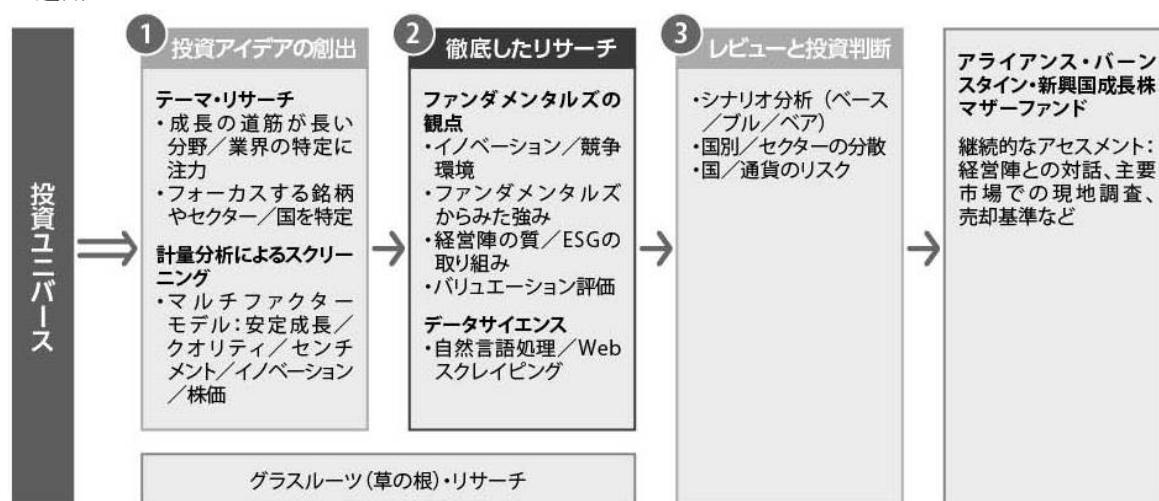 投資ユニバース
1 投資アイデアの創出
テーマ・リサーチ
・成長の道筋が長い
分野／業界の特定に
注力
・フォーカスする銘柄
やセクター／国を特定
計量分析によるスクリー
ニング
・マルチファクター
モデル：安定成長／
クオリティ／センチ
メント／イノベーション
／株価
2 徹底したリサーチ
ファンダメンタルズの
観点
・イノベーション／競争
環境
・ファンダメンタルズ
からみた強み
・経営陣の質／ESGの
取り組み
・バリュエーション評価
データサイエンス
・自然言語処理／Web
スクレイピング
グラスルーツ（草の根）・リサーチ
3 レビューと投資判断
・シナリオ分析（ベース
／ブル／ベア）
・国別／セクターの分散
・国／通貨のリスク
アライアンス・バーン
スタイン・新興国成長株
マザーファンド
継続的なアセスメント：
経営陣との対話、主要
市場での現地調査、
売却基準など